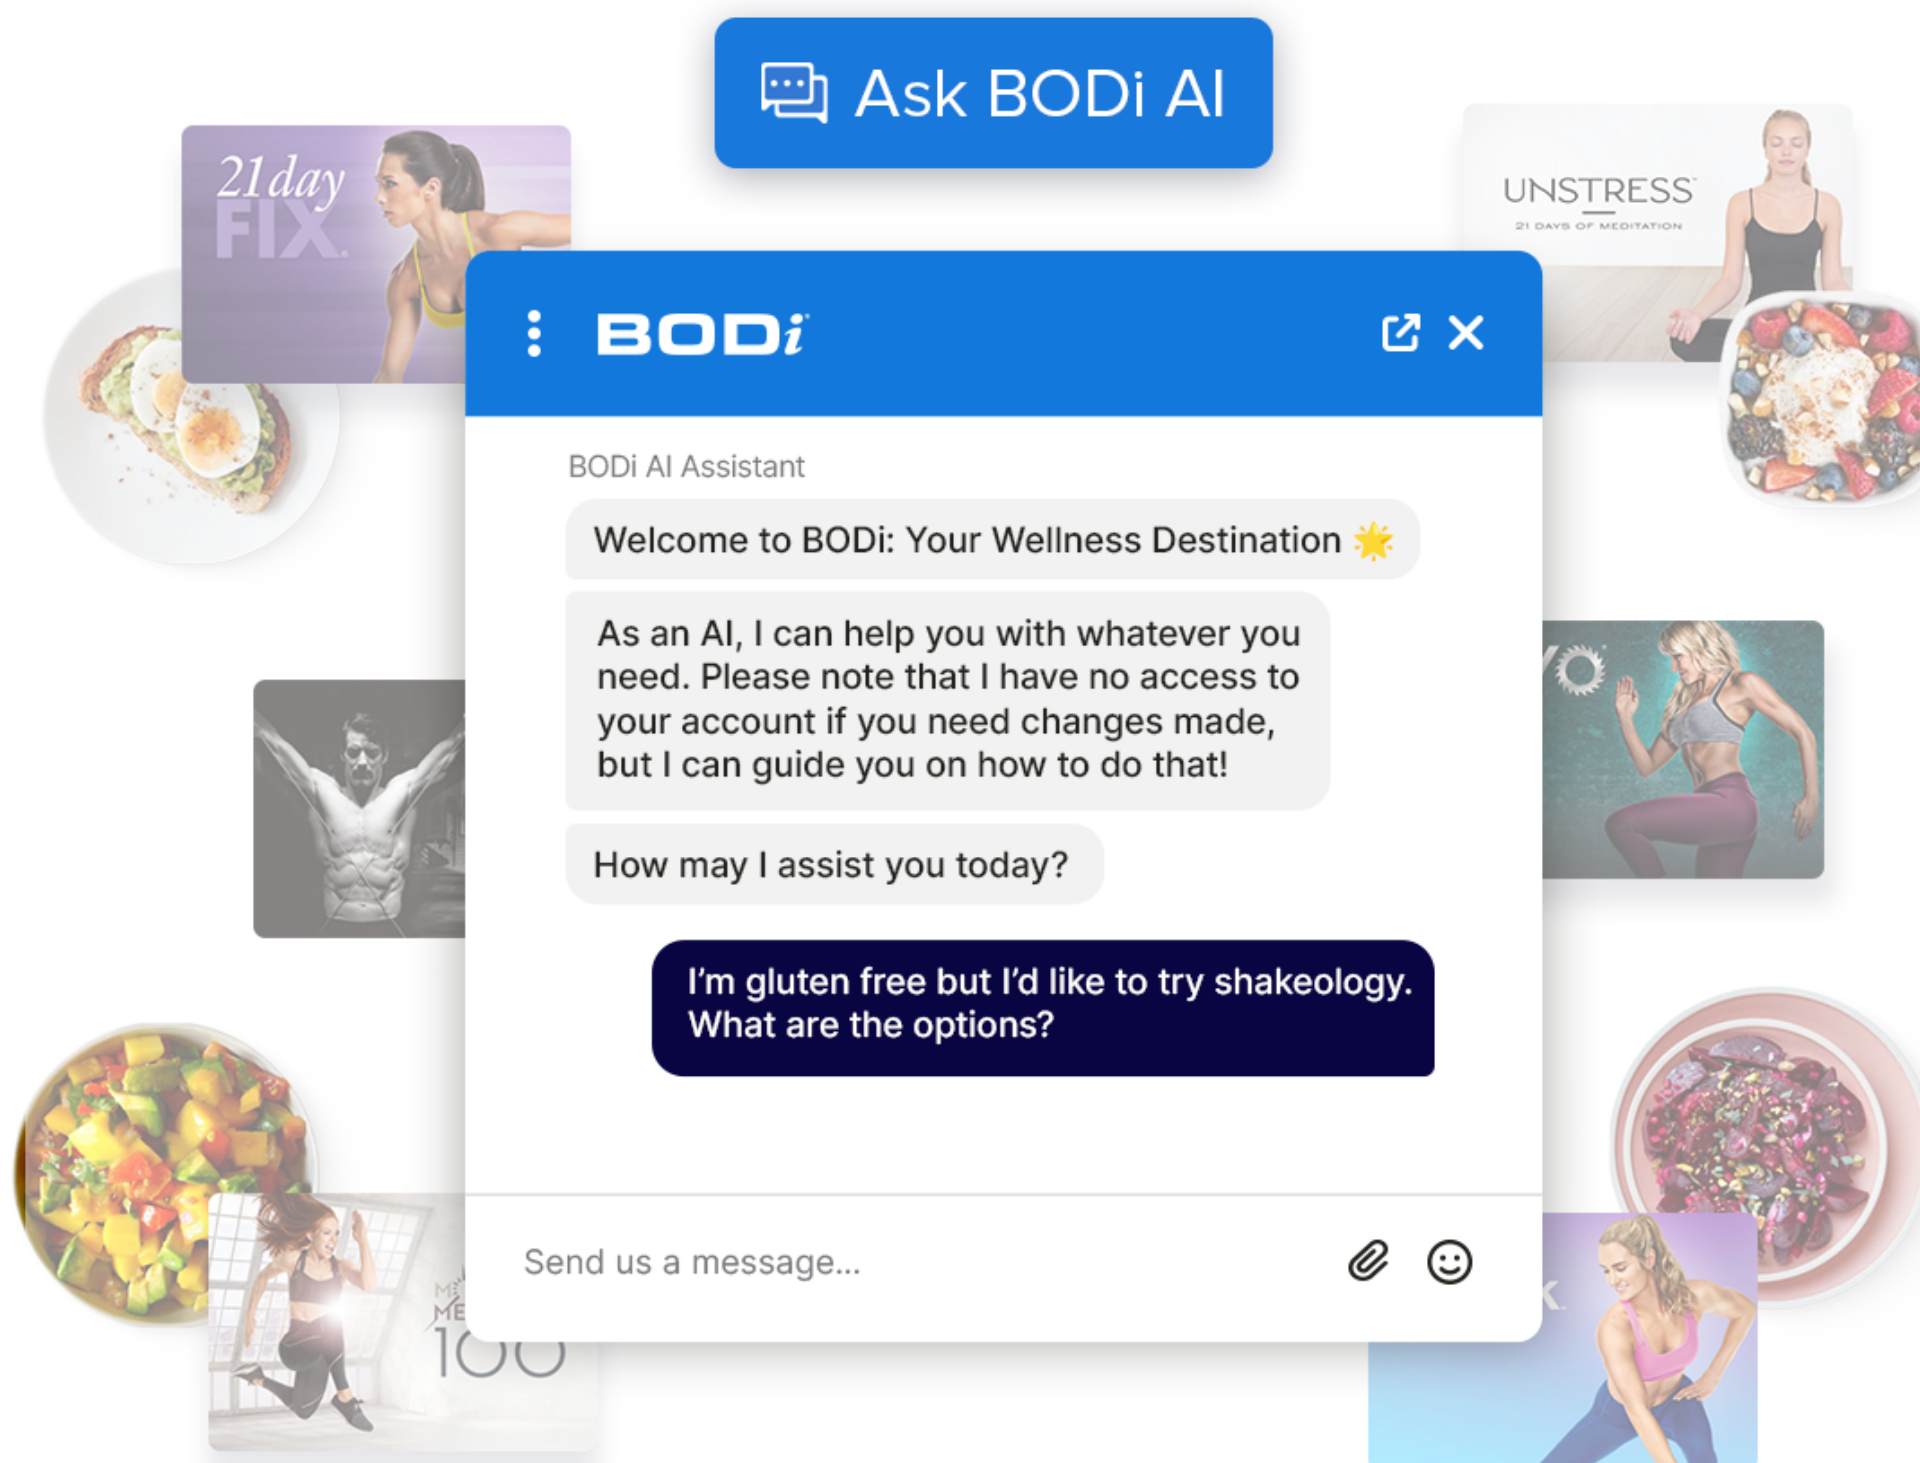 Ask BODi AI
21 day
FIX.
UNSTRESS™
21 DAYS OF MEDITATION
BODi
BODi AI Assistant
Welcome to BODi: Your Wellness Destination 🌟
As an AI, I can help you with whatever you
need. Please note that I have no access to
your account if you need changes made,
but I can guide you on how to do that!
How may I assist you today?
I’m gluten free but I’d like to try shakeology.
What are the options?
Send us a message...
100